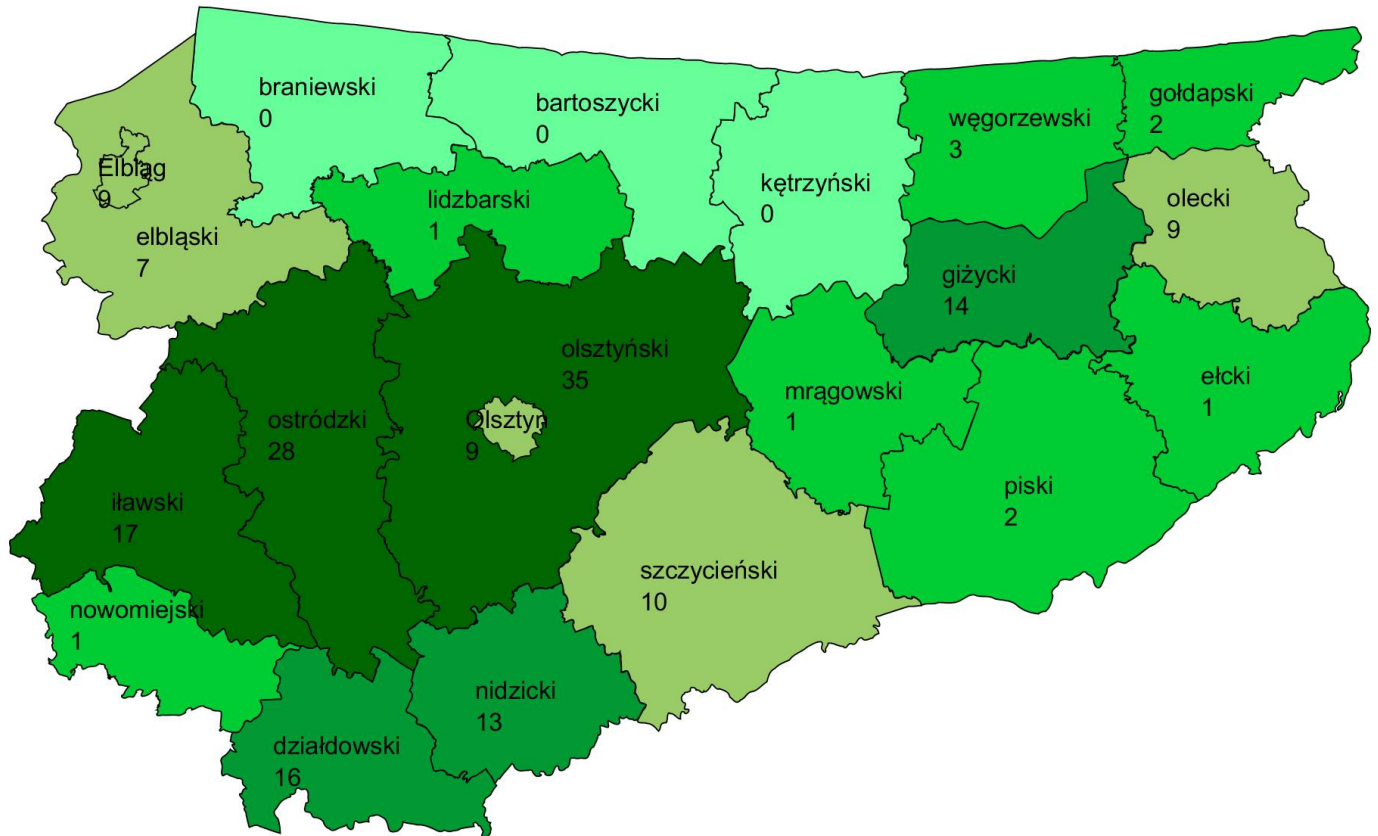 braniewski
0
bartoszycki
0
węgorzewski
3
gołdapski
2
Elbląg
9
kętrzyński
0
lidzbarski
1
olecki
9
elbląski
7
giżycki
14
olsztyński
35
mrągowski
1
ełcki
1
ostródzki
28
Olsztyn
9
iławski
17
piski
2
szczycieński
10
nowomiejski
1
nidzicki
13
działdowski
16